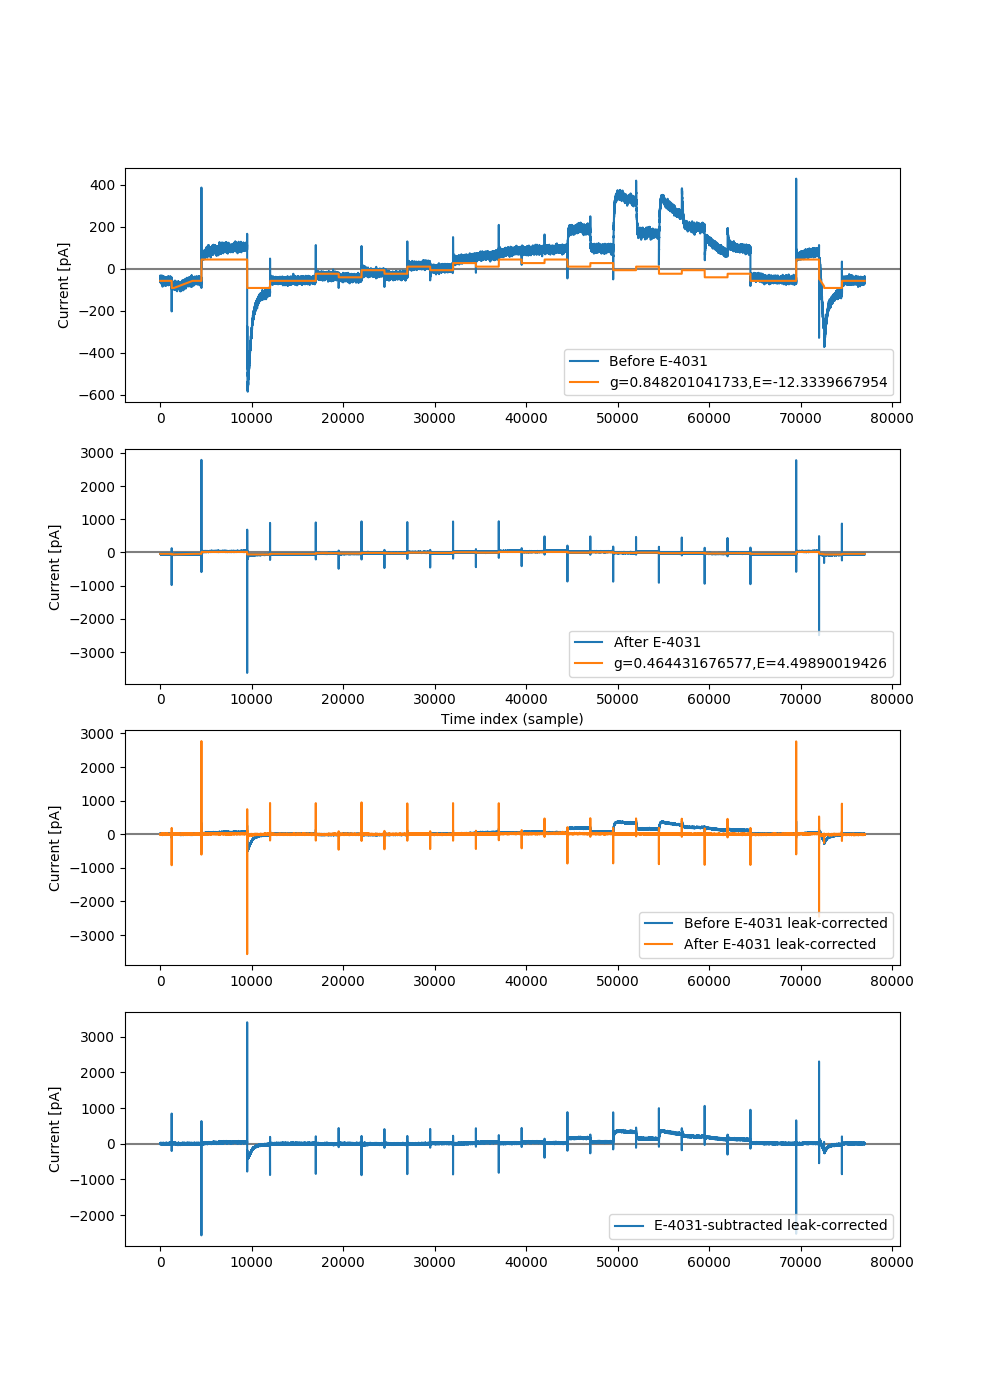 400
200
0
−200
−400
−600
Current [pA]
Before E-4031
g=0.848201041733,E=-12.3339667954
0 10000 20000 30000 40000 50000 60000 70000 80000
3000
2000
1000
0
−1000
−2000
−3000
Current [pA]
After E-4031
g=0.464431676577,E=4.49890019426
0 10000 20000 30000 40000 50000 60000 70000 80000
Time index (sample)
3000
2000
1000
0
−1000
−2000
−3000
Current [pA]
Before E-4031 leak-corrected
After E-4031 leak-corrected
0 10000 20000 30000 40000 50000 60000 70000 80000
3000
2000
1000
0
−1000
−2000
Current [pA]
E-4031-subtracted leak-corrected
0 10000 20000 30000 40000 50000 60000 70000 80000